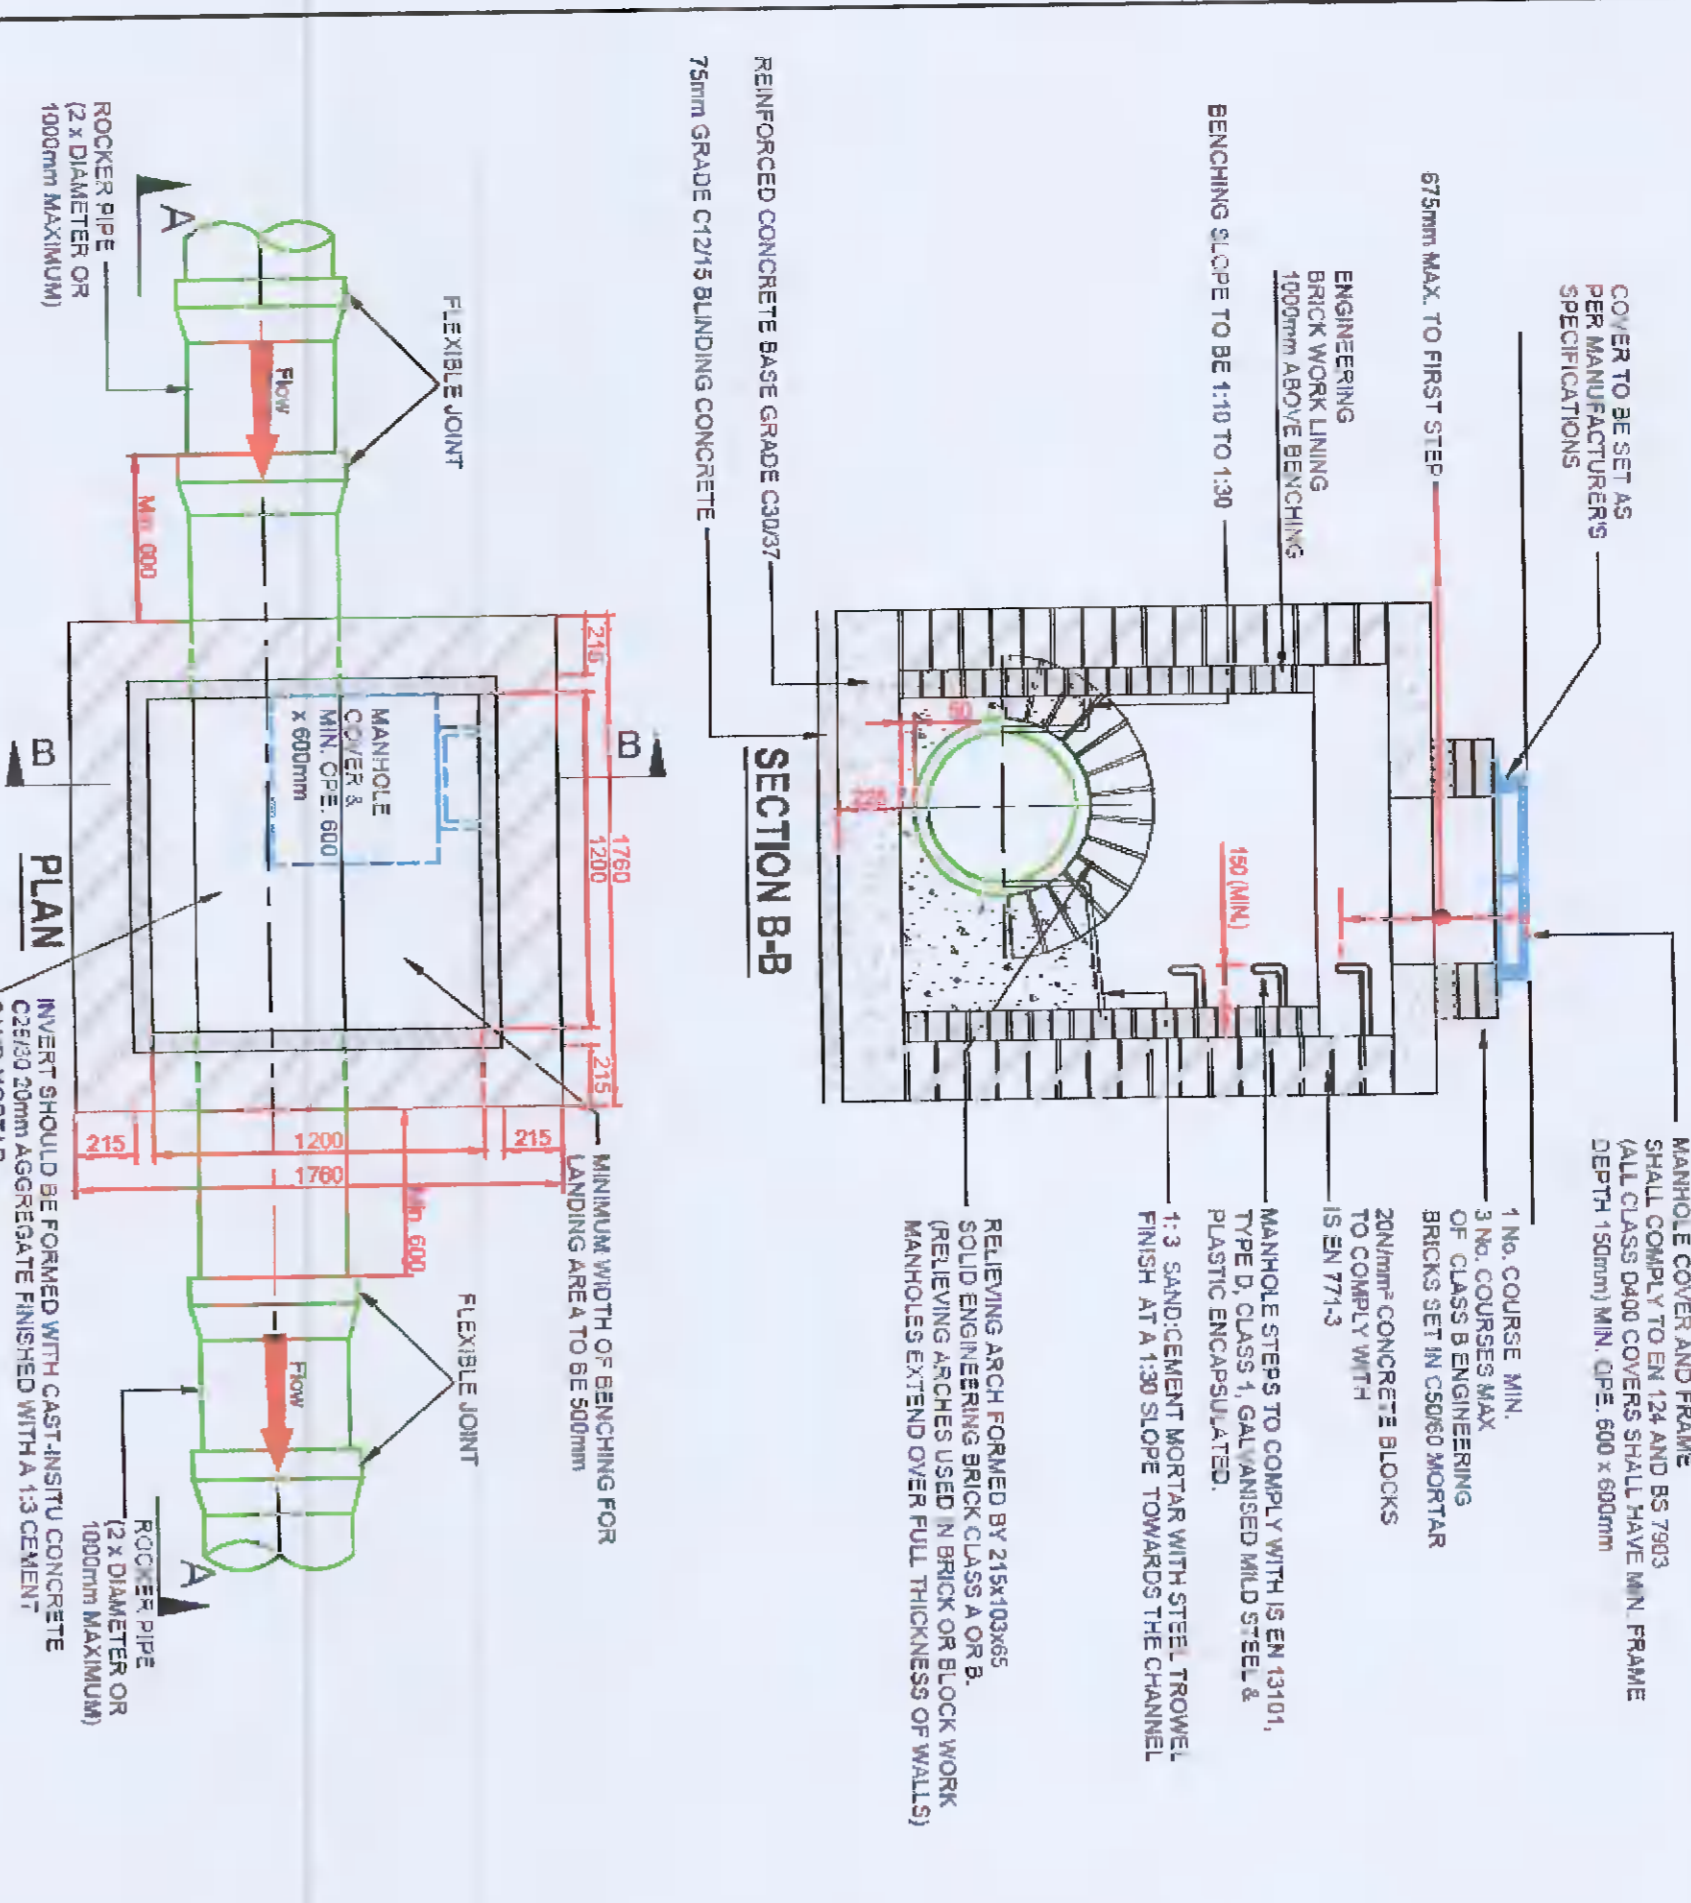 MANHOLE COVER AND FRAME
SHALL COMPLY TO EN 124 AND BS 7903
(ALL CLASS D400 COVERS SHALL HAVE MIN. FRAME
DEPTH 150mm) MIN. OPE. 600 x 600mm
COVER TO BE SET AS
PER MANUFACTURER'S
SPECIFICATIONS
1 No. COURSE MIN.
3 No. COURSES MAX
OF CLASS B ENGINEERING
BRICKS SET IN C50/60 MORTAR
675mm MAX. TO FIRST STEP
20N/mm² CONCRETE BLOCKS
TO COMPLY WITH
IS EN 771-3
ENGINEERING
BRICK WORK LINING
1000mm ABOVE BENCHING
MANHOLE STEPS TO COMPLY WITH IS EN 13101,
TYPE D, CLASS 1, GALVANISED MILD STEEL &
PLASTIC ENCAPSULATED.
150 (MIN.)
BENCHING SLOPE TO BE 1:10 TO 1:30
1:3 SAND:CEMENT MORTAR WITH STEEL TROWEL
FINISH AT A 1:30 SLOPE TOWARDS THE CHANNEL
RELIEVING ARCH FORMED BY 215x103x65
SOLID ENGINEERING BRICK CLASS A OR B.
(RELIEVING ARCHES USED IN BRICK OR BLOCK WORK
MANHOLES EXTEND OVER FULL THICKNESS OF WALLS)
50
225
REINFORCED CONCRETE BASE GRADE C30/37
75mm GRADE C12/15 BLINDING CONCRETE
SECTION B-B
MINIMUM WIDTH OF BENCHING FOR
LANDING AREA TO BE 500mm
1760
215
1200
215
B
FLEXIBLE JOINT
FLEXIBLE JOINT
Min. 600
215
1200
1760
215
MANHOLE
COVER &
MIN. OPE. 600
x 600mm
Flow
Flow
Min
A
A
ROCKER PIPE
(2 x DIAMETER OR
1000mm MAXIMUM)
ROCKER PIPE
(2 x DIAMETER OR
1000mm MAXIMUM)
B
PLAN
INVERT SHOULD BE FORMED WITH CAST-INSITU CONCRETE
C25/30 20mm AGGREGATE FINISHED WITH A 1:3 CEMENT